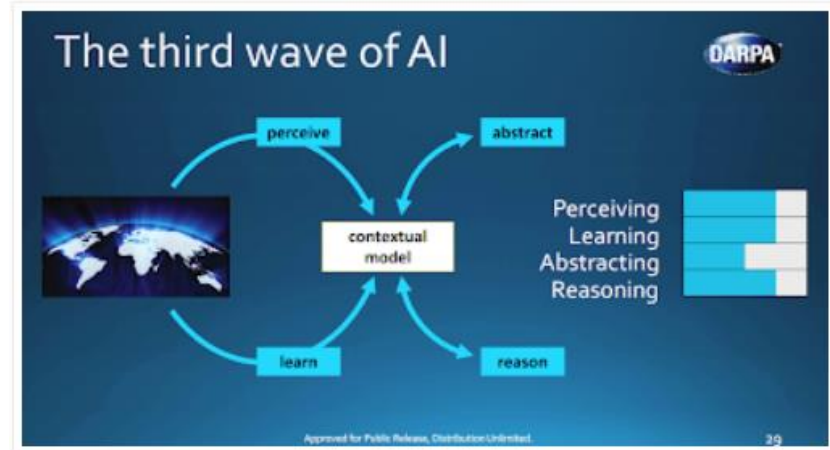 The third wave of AI
DARPA
perceive
abstract
contextual
model
learn
reason
Perceiving
Learning
Abstracting
Reasoning
Approved for Public Release, Distribution Unlimited.
29